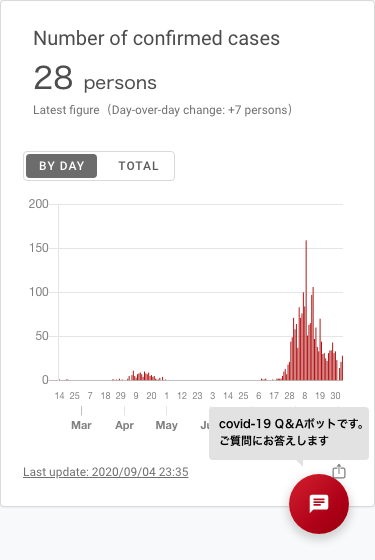 Number of confirmed cases
28 persons
Latest figure（Day-over-day change: +7 persons）
BY DAY TOTAL
200
150
100
50
0
14 25 7 18 29 9 20 1 12 23 3 14 25 6 17 28 8 19 30
Mar Apr May
covid-19 Q&Aボットです。
ご質問にお答えします
Last update: 2020/09/04 23:35